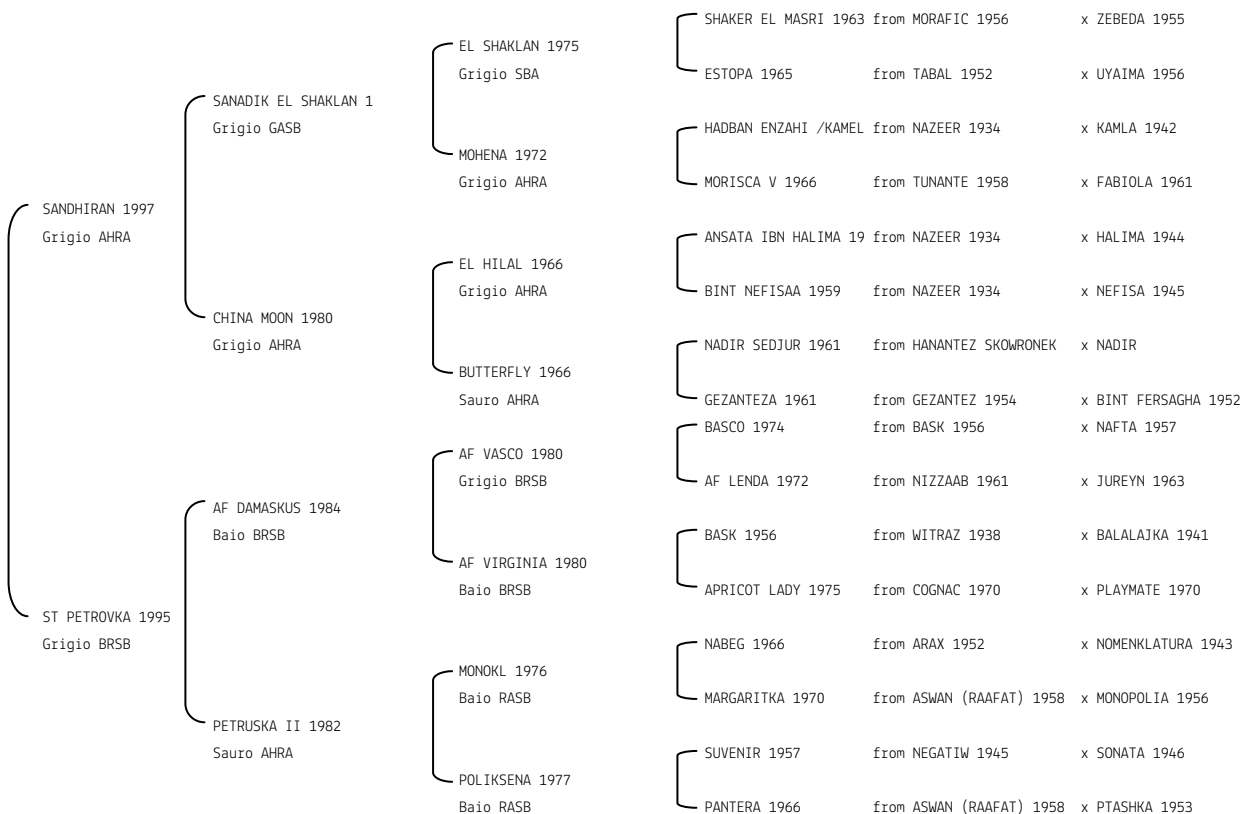 SHAKER EL MASRI 1963 from MORAFIC 1956 x ZEBEDA 1955
EL SHAKLAN 1975
Grigio SBA
ESTOPA 1965 from TABAL 1952 x UYAIMA 1956
SANADIK EL SHAKLAN 1
Grigio GASB
HADBAN ENZAHI /KAMEL from NAZEER 1934 x KAMLA 1942
MOHENA 1972
Grigio AHRA
MORISCA V 1966 from TUNANTE 1958 x FABIOLA 1961
SANDHIRAN 1997
Grigio AHRA
ANSATA IBN HALIMA 19 from NAZEER 1934 x HALIMA 1944
EL HILAL 1966
Grigio AHRA
BINT NEFISAA 1959 from NAZEER 1934 x NEFISA 1945
CHINA MOON 1980
Grigio AHRA
NADIR SEDJUR 1961 from HANANTEZ SKOWRONEK x NADIR
BUTTERFLY 1966
Sauro AHRA
GEZANTEZA 1961 from GEZANTEZ 1954 x BINT FERSAGHA 1952
BASCO 1974 from BASK 1956 x NAFTA 1957
AF VASCO 1980
Grigio BRSB
AF LENDA 1972 from NIZZAAB 1961 x JUREYN 1963
AF DAMASKUS 1984
Baio BRSB
BASK 1956 from WITRAZ 1938 x BALALAJKA 1941
AF VIRGINIA 1980
Baio BRSB
APRICOT LADY 1975 from COGNAC 1970 x PLAYMATE 1970
ST PETROVKA 1995
Grigio BRSB
NABEG 1966 from ARAX 1952 x NOMENKLATURA 1943
MONOKL 1976
Baio RASB
MARGARITKA 1970 from ASWAN (RAAFAT) 1958 x MONOPOLIA 1956
PETRUSKA II 1982
Sauro AHRA
SUVENIR 1957 from NEGATIW 1945 x SONATA 1946
POLIKSENA 1977
Baio RASB
PANTERA 1966 from ASWAN (RAAFAT) 1958 x PTASHKA 1953